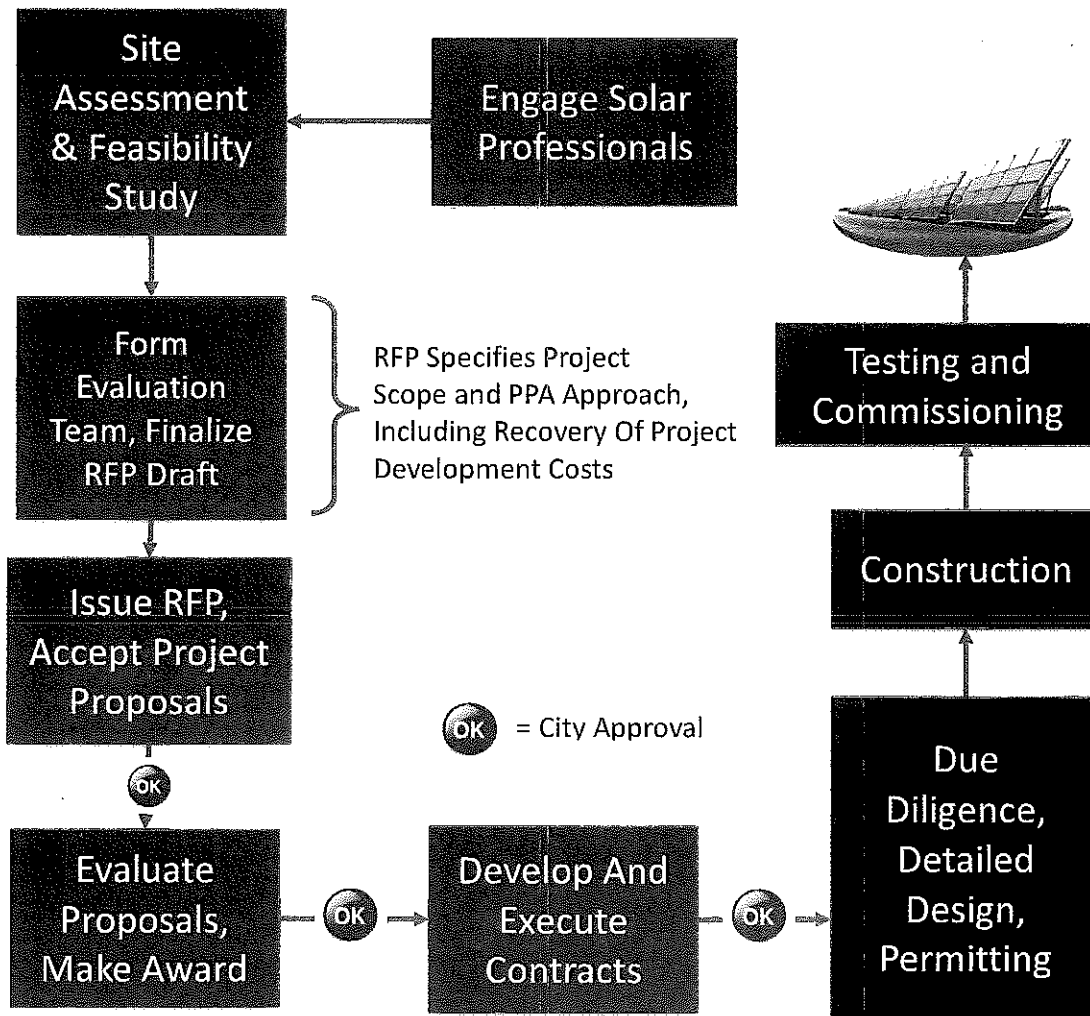 Site
Assessment
& Feasibility
Study
Engage Solar
Professionals
Form
Evaluation
Team, Finalize
RFP Draft
RFP Specifies Project
Scope and PPA Approach,
Including Recovery Of Project
Development Costs
Issue RFP,
Accept Project
Proposals
OK
OK = City Approval
Evaluate
Proposals,
Make Award
OK
Develop And
Execute
Contracts
OK
Due
Diligence,
Detailed
Design,
Permitting
Construction
Testing and
Commissioning